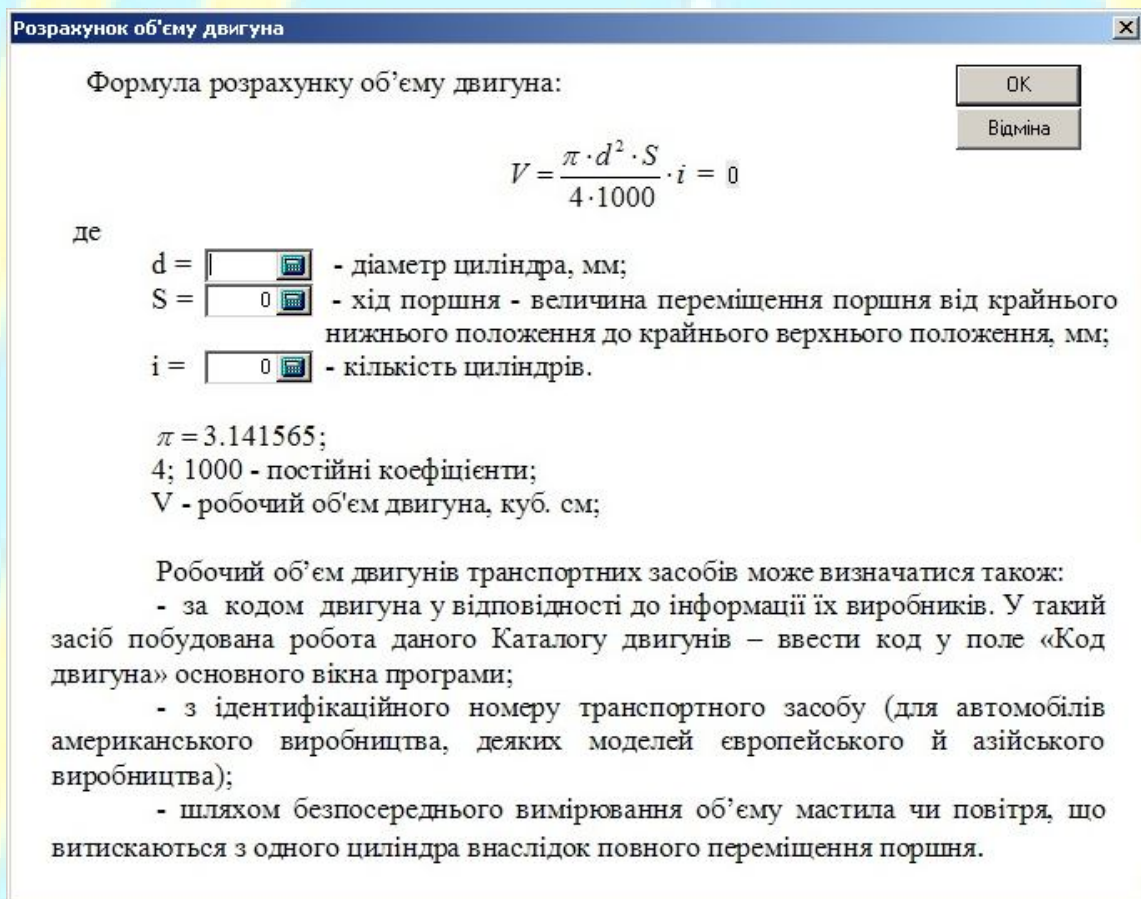 Розрахунок об'єму двигуна
Формула розрахунку об’єму двигуна:
OK
Відміна
V = π · d² · S / 4 · 1000 · i = 0
де
d = - діаметр циліндра, мм;
S = 0 - хід поршня - величина переміщення поршня від крайнього
нижнього положення до крайнього верхнього положення, мм;
i = 0 - кількість циліндрів.
π = 3.141565;
4; 1000 - постійні коефіцієнти;
V - робочий об'єм двигуна, куб. см;
Робочий об’єм двигунів транспортних засобів може визначатися також:
- за кодом двигуна у відповідності до інформації їх виробників. У такий
засіб побудована робота даного Каталогу двигунів – ввести код у поле «Код
двигуна» основного вікна програми;
- з ідентифікаційного номеру транспортного засобу (для автомобілів
американського виробництва, деяких моделей європейського й азійського
виробництва);
- шляхом безпосереднього вимірювання об’єму мастила чи повітря, що
витискаються з одного циліндра внаслідок повного переміщення поршня.